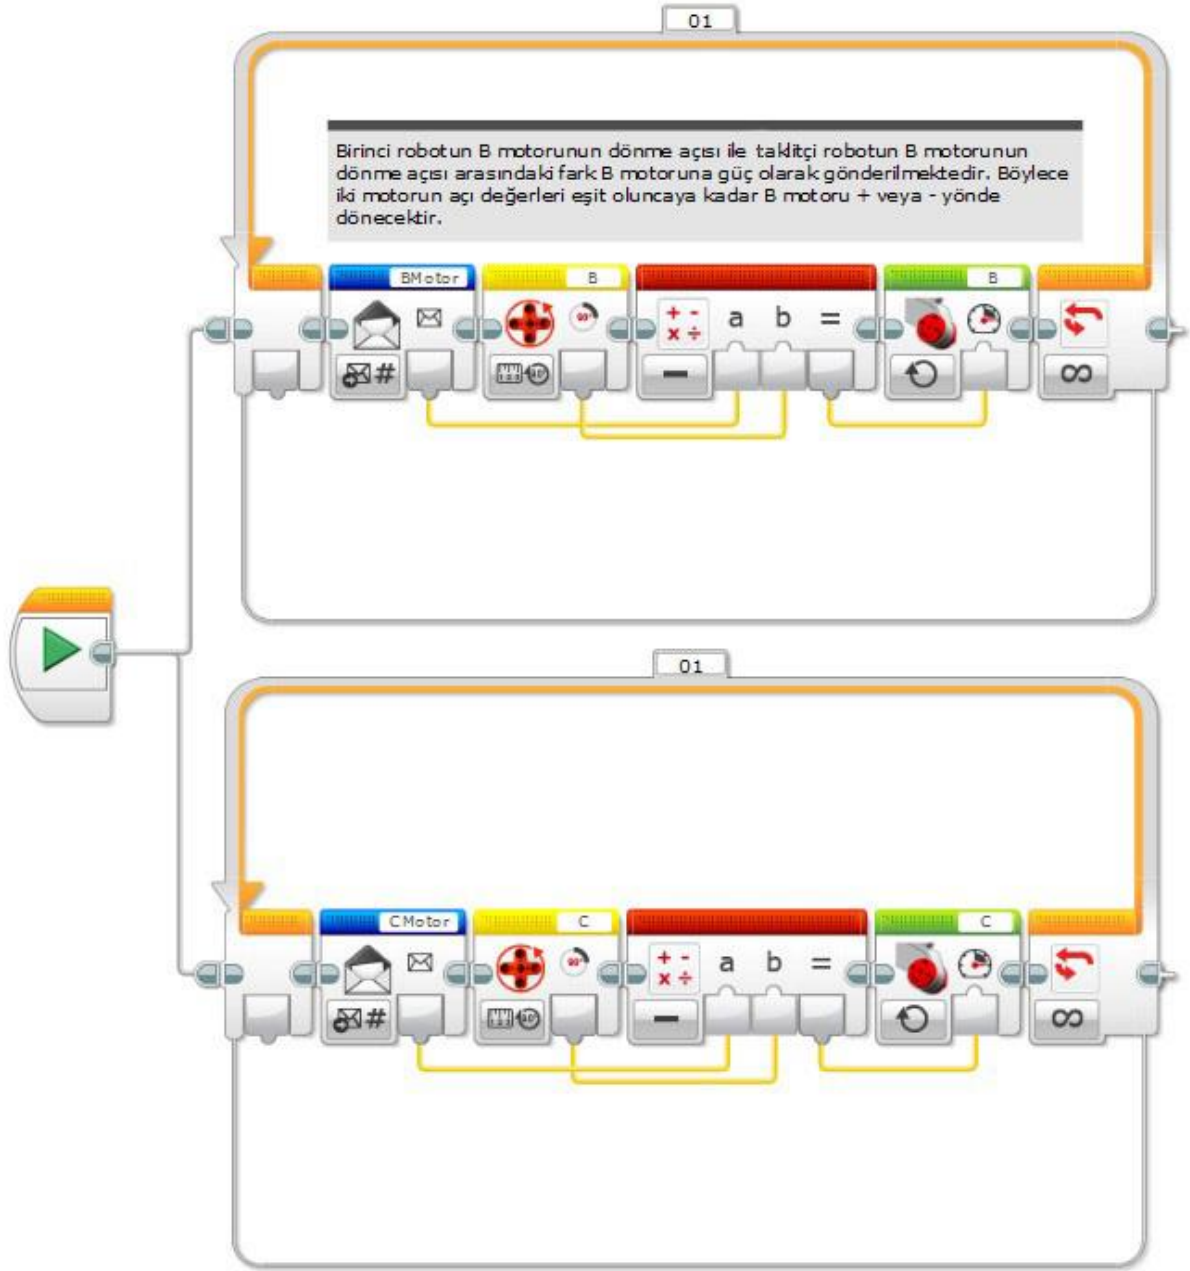 01
Birinci robotun B motorunun dönme açısı ile taklitçi robotun B motorunun
dönme açısı arasındaki fark B motoruna güç olarak gönderilmektedir. Böylece
iki motorun açı değerleri eşit oluncaya kadar B motoru + veya - yönde
dönecektir.
BMotor B B
+ - x ÷ a b =
# − ∞
01
CMotor C C
+ - x ÷ a b =
# − ∞